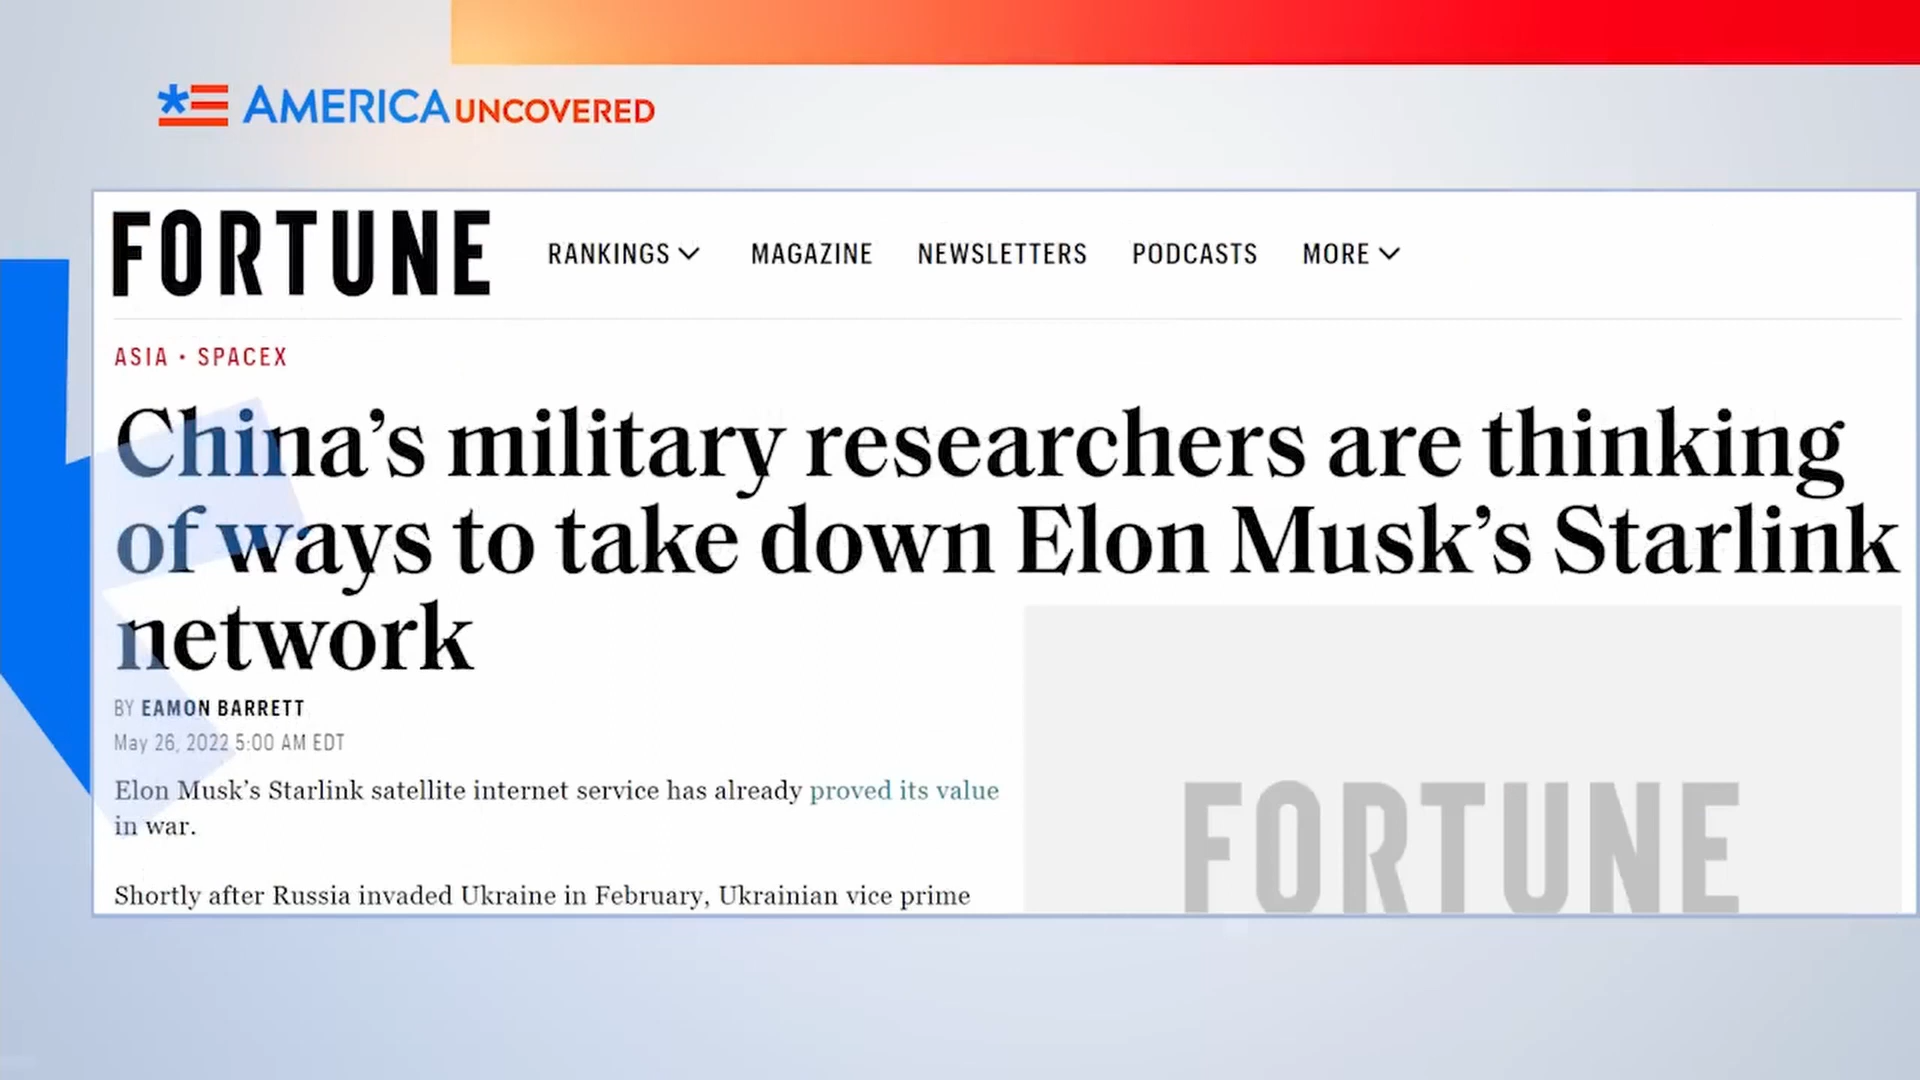 AMERICA UNCOVERED
FORTUNE RANKINGS MAGAZINE NEWSLETTERS PODCASTS MORE
ASIA · SPACEX
China’s military researchers are thinking
of ways to take down Elon Musk’s Starlink
network
BY EAMON BARRETT
May 26, 2022 5:00 AM EDT
Elon Musk’s Starlink satellite internet service has already proved its value
in war.
Shortly after Russia invaded Ukraine in February, Ukrainian vice prime
FORTUNE